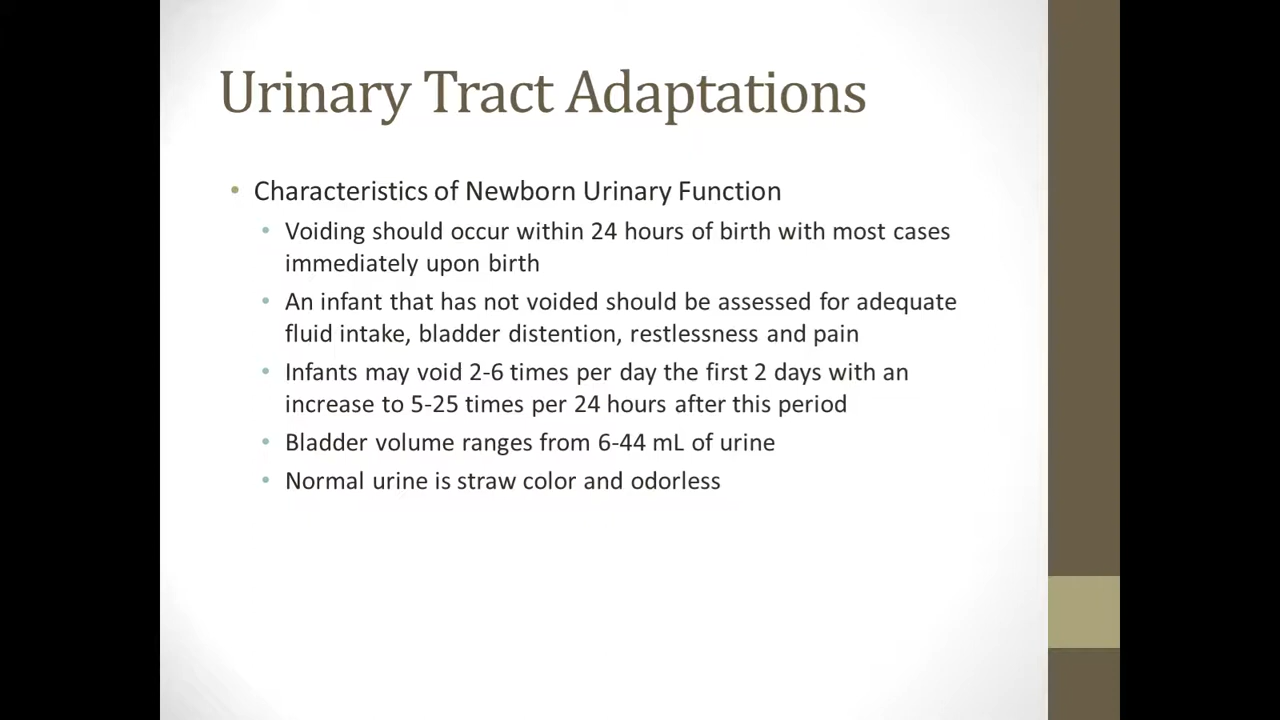 Urinary Tract Adaptations
• Characteristics of Newborn Urinary Function
• Voiding should occur within 24 hours of birth with most cases
immediately upon birth
• An infant that has not voided should be assessed for adequate
fluid intake, bladder distention, restlessness and pain
• Infants may void 2-6 times per day the first 2 days with an
increase to 5-25 times per 24 hours after this period
• Bladder volume ranges from 6-44 mL of urine
• Normal urine is straw color and odorless